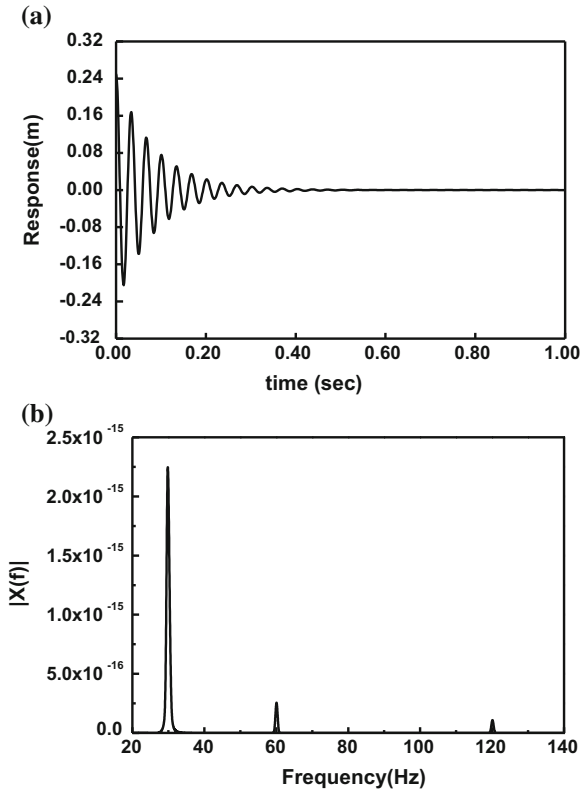 (a)
0.32
0.24
0.16
0.08
0.00
-0.08
-0.16
-0.24
-0.32
Response(m)
0.00 0.20 0.40 0.60 0.80 1.00
time (sec)
(b)
2.5x10 -15
2.0x10 -15
1.5x10 -15
1.0x10 -15
5.0x10 -16
0.0
|X(f)|
20 40 60 80 100 120 140
Frequency(Hz)